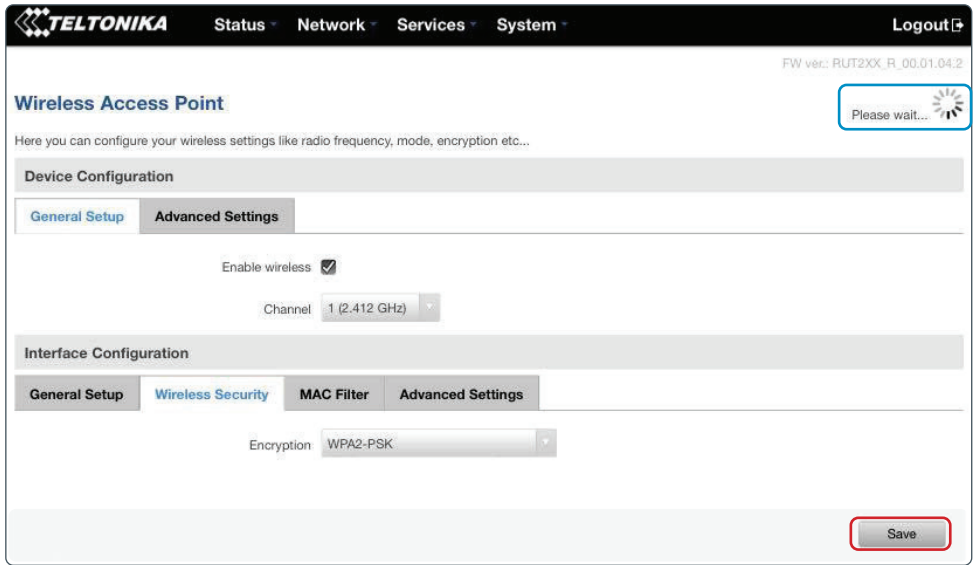 TELTONIKA Status Network Services System Logout
FW ver.: RUT2XX_R_00.01.04.2
Wireless Access Point
Please wait...
Here you can configure your wireless settings like radio frequency, mode, encryption etc...
Device Configuration
General Setup Advanced Settings
Enable wireless
Channel 1 (2.412 GHz)
Interface Configuration
General Setup Wireless Security MAC Filter Advanced Settings
Encryption WPA2-PSK
Save